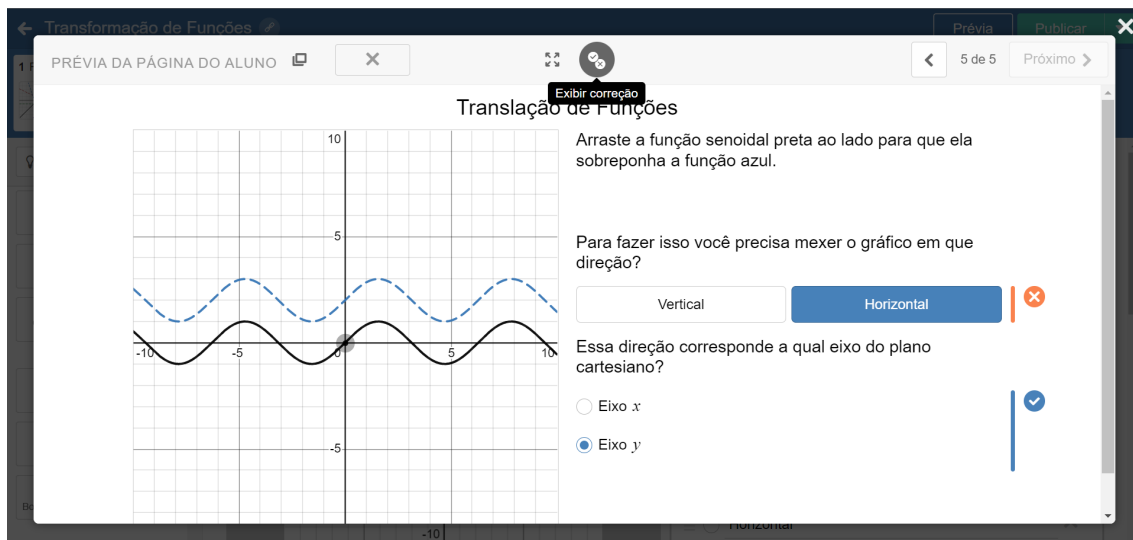 Transformação de Funções
Prévia
Publicar
1
PRÉVIA DA PÁGINA DO ALUNO
5 de 5
Próximo
Exibir correção
Translação de Funções
10
5
-10
-5
0
5
10
-5
Arraste a função senoidal preta ao lado para que ela
sobreponha a função azul.
Para fazer isso você precisa mexer o gráfico em que
direção?
Vertical
Horizontal
Essa direção corresponde a qual eixo do plano
cartesiano?
Eixo x
Eixo y
-10
Horizontal